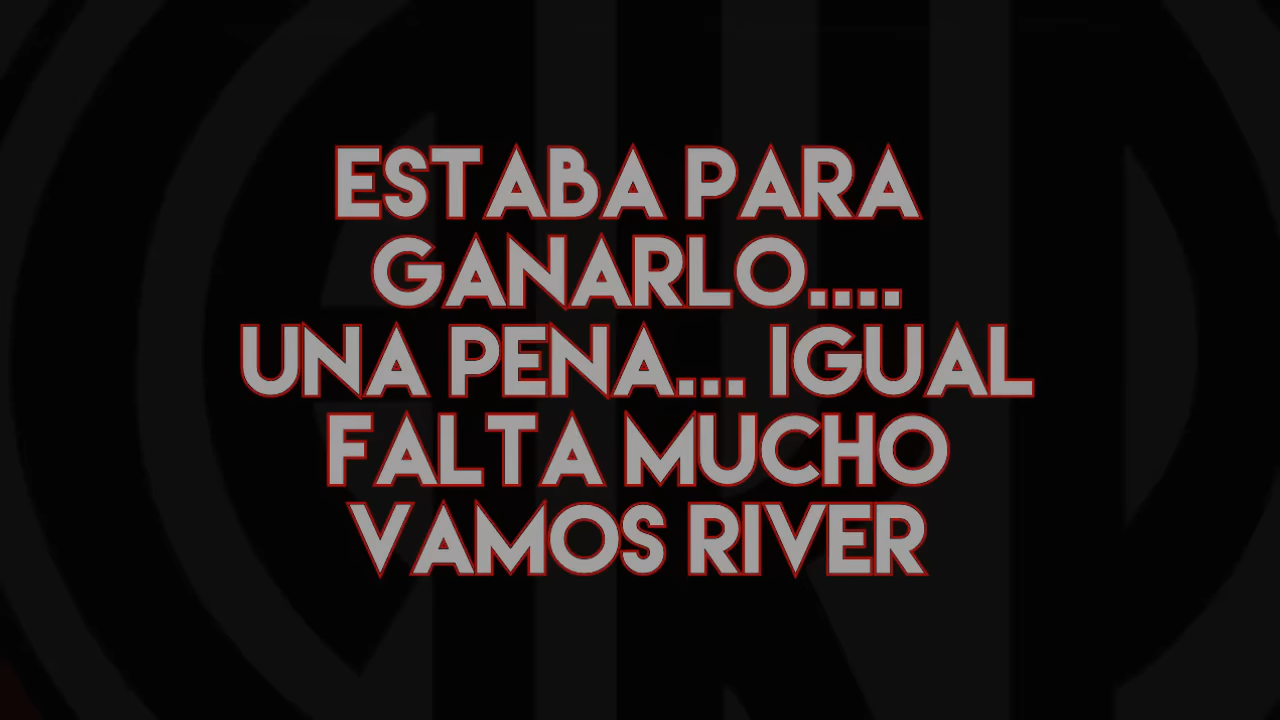 ESTABA PARA
GANARLO....
UNA PENA... IGUAL
FALTA MUCHO
VAMOS RIVER